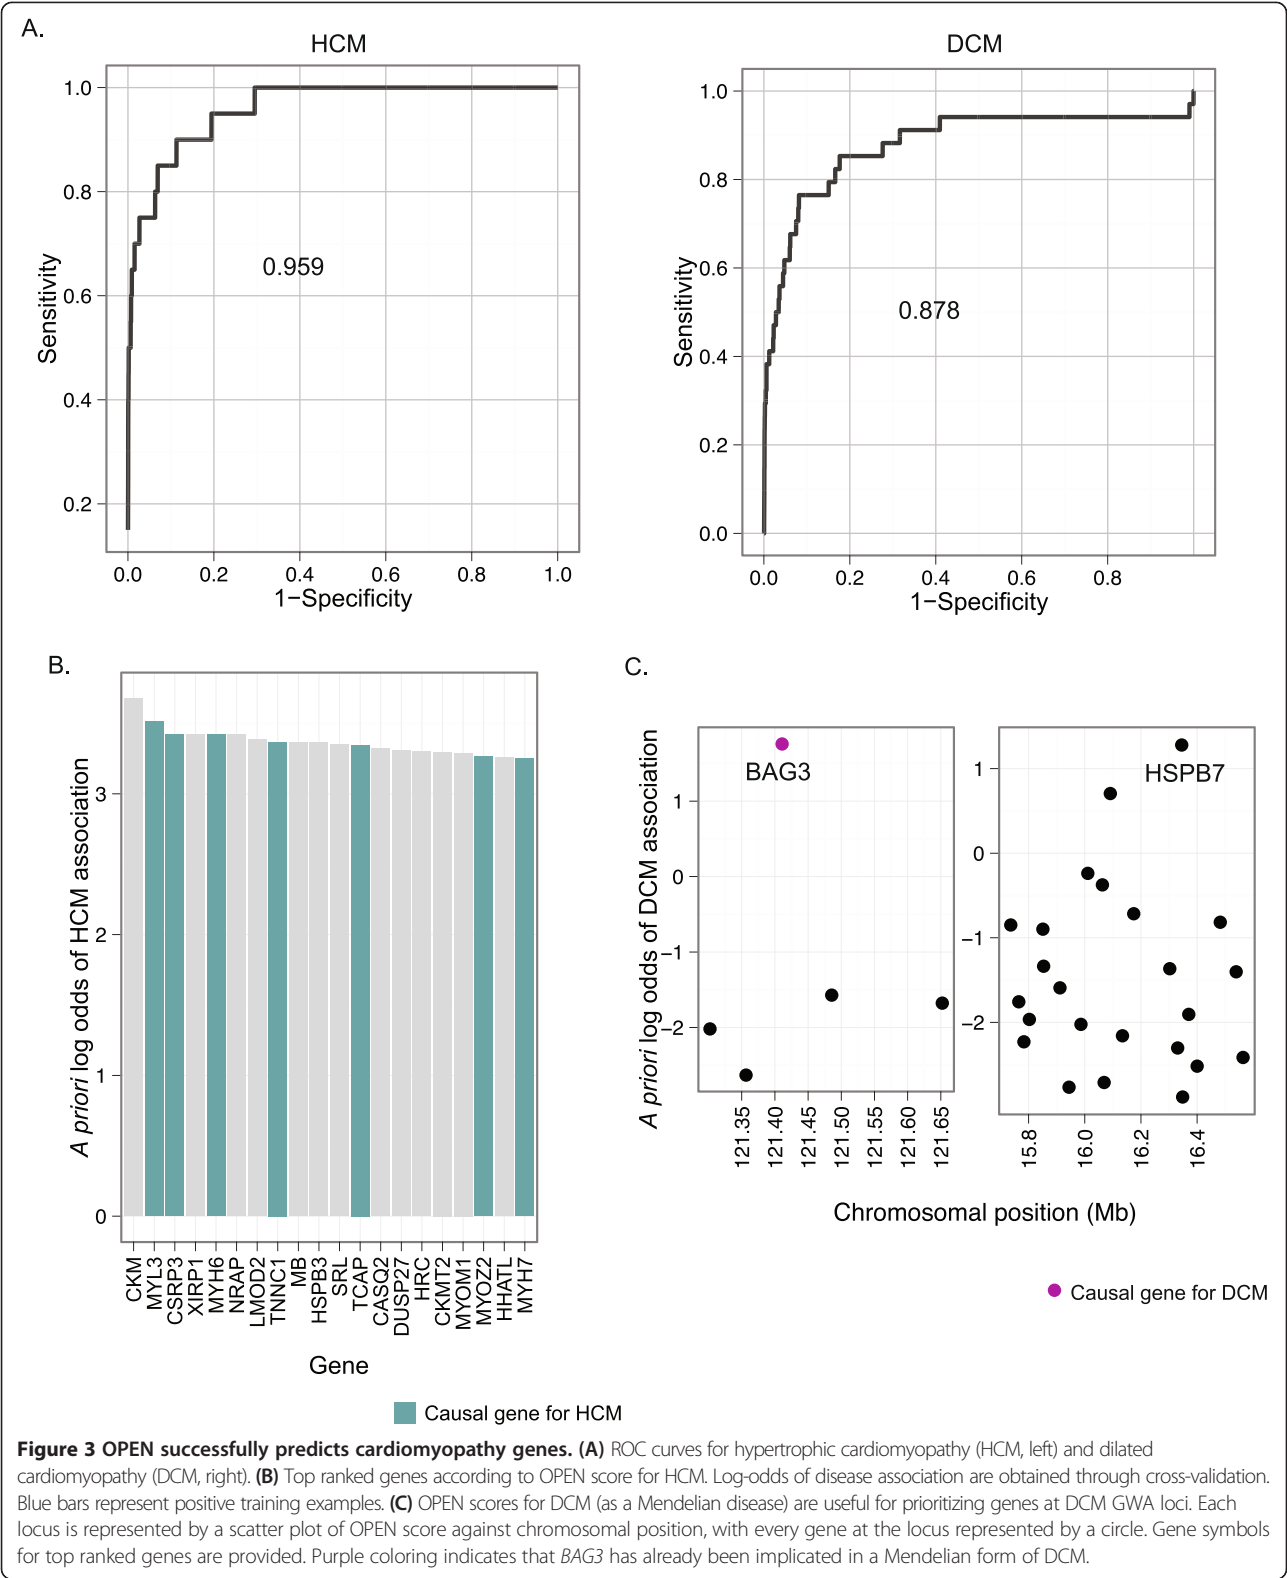 A.
HCM
1.0
0.8
0.6
0.4
0.2
Sensitivity
0.959
0.0 0.2 0.4 0.6 0.8 1.0
1−Specificity
DCM
1.0
0.8
0.6
0.4
0.2
0.0
Sensitivity
0.878
0.0 0.2 0.4 0.6 0.8
1−Specificity
B.
A priori log odds of HCM association
3
2
1
0
CKM
MYL3
CSRP3
XIRP1
MYH6
NRAP
LMOD2
TNNC1
MB
HSPB3
SRL
TCAP
CASQ2
DUSP27
HRC
CKMT2
MYOM1
MYOZ2
HHATL
MYH7
Gene
Causal gene for HCM
C.
A priori log odds of DCM association
1
0
−1
−2
BAG3
121.35
121.40
121.45
121.50
121.55
121.60
121.65
1
0
−1
−2
HSPB7
15.8
16.0
16.2
16.4
Chromosomal position (Mb)
Causal gene for DCM
Figure 3 OPEN successfully predicts cardiomyopathy genes. (A) ROC curves for hypertrophic cardiomyopathy (HCM, left) and dilated
cardiomyopathy (DCM, right). (B) Top ranked genes according to OPEN score for HCM. Log-odds of disease association are obtained through cross-validation.
Blue bars represent positive training examples. (C) OPEN scores for DCM (as a Mendelian disease) are useful for prioritizing genes at DCM GWA loci. Each
locus is represented by a scatter plot of OPEN score against chromosomal position, with every gene at the locus represented by a circle. Gene symbols
for top ranked genes are provided. Purple coloring indicates that BAG3 has already been implicated in a Mendelian form of DCM.